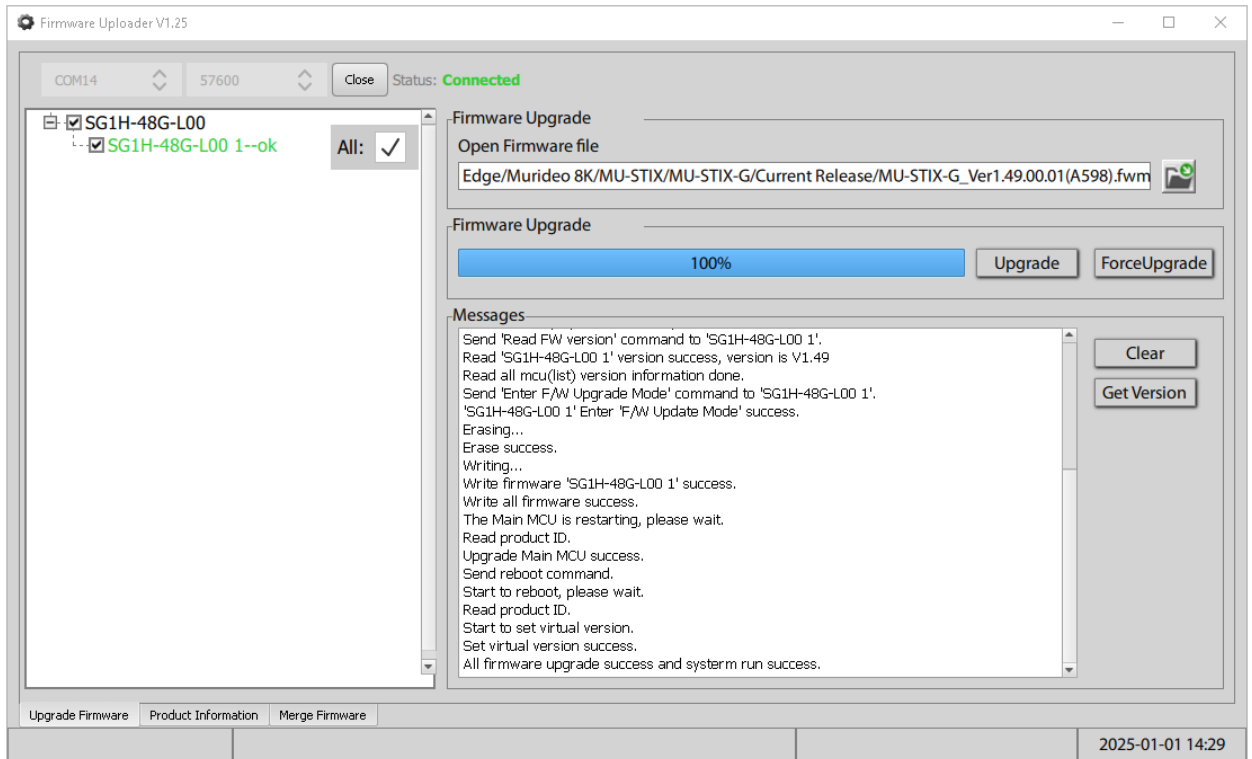 Firmware Uploader V1.25
COM14
57600
Close
Status: Connected
SG1H-48G-L00
SG1H-48G-L00 1--ok
All:
Firmware Upgrade
Open Firmware file
Edge/Murideo 8K/MU-STIX/MU-STIX-G/Current Release/MU-STIX-G_Ver1.49.00.01(A598).fwm
Firmware Upgrade
100%
Upgrade
ForceUpgrade
Messages
Send 'Read FW version' command to 'SG1H-48G-L00 1'.
Read 'SG1H-48G-L00 1' version success, version is V1.49
Read all mcu(list) version information done.
Send 'Enter F/W Upgrade Mode' command to 'SG1H-48G-L00 1'.
'SG1H-48G-L00 1' Enter 'F/W Update Mode' success.
Erasing...
Erase success.
Writing...
Write firmware 'SG1H-48G-L00 1' success.
Write all firmware success.
The Main MCU is restarting, please wait.
Read product ID.
Upgrade Main MCU success.
Send reboot command.
Start to reboot, please wait.
Read product ID.
Start to set virtual version.
Set virtual version success.
All firmware upgrade success and systerm run success.
Clear
Get Version
Upgrade Firmware
Product Information
Merge Firmware
2025-01-01 14:29